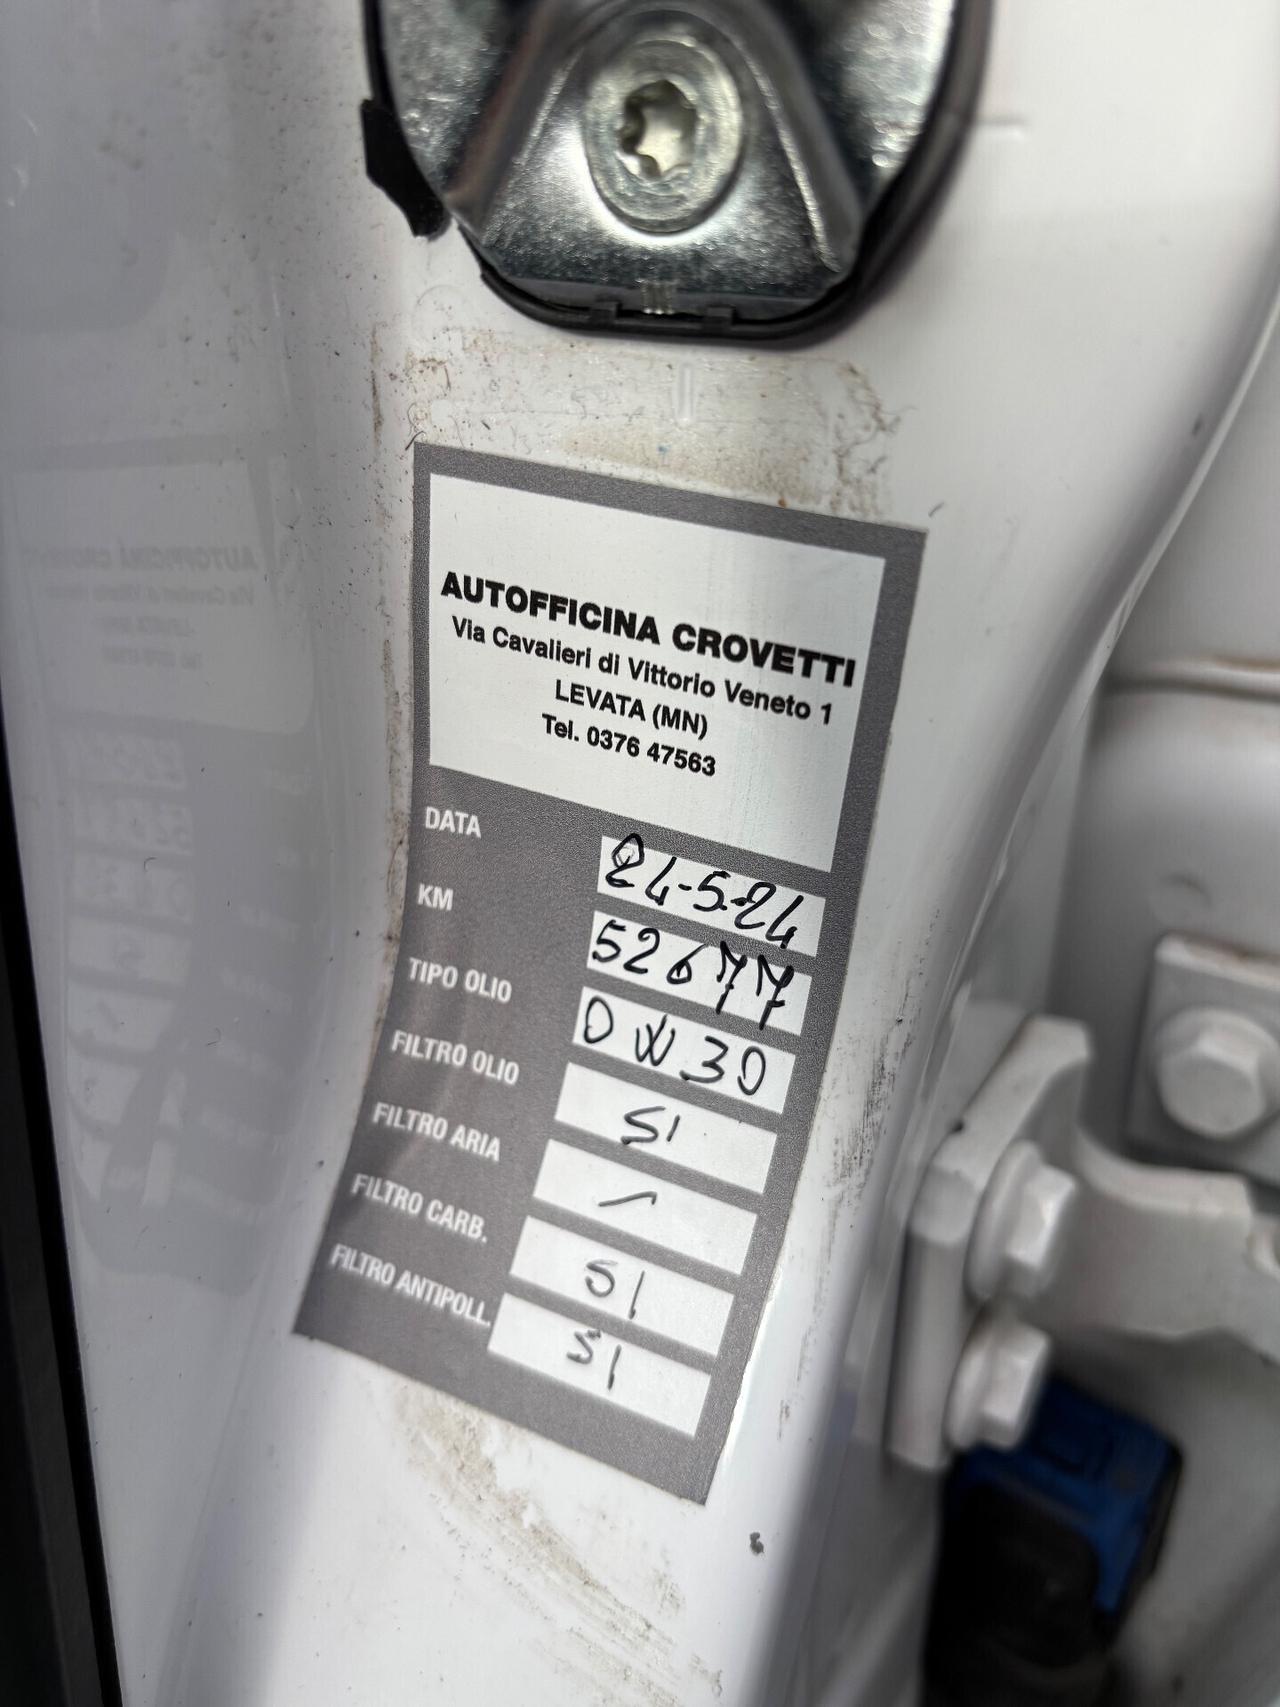 AUTOFFICINA CROVETTI
Via Cavalieri di Vittorio Veneto 1
LEVATA (MN)
Tel. 0376 47563
DATA 24-5-24
KM 52677
TIPO OLIO 0W30
FILTRO OLIO SI
FILTRO ARIA –
FILTRO CARB. SI
FILTRO ANTIPOLL. SI